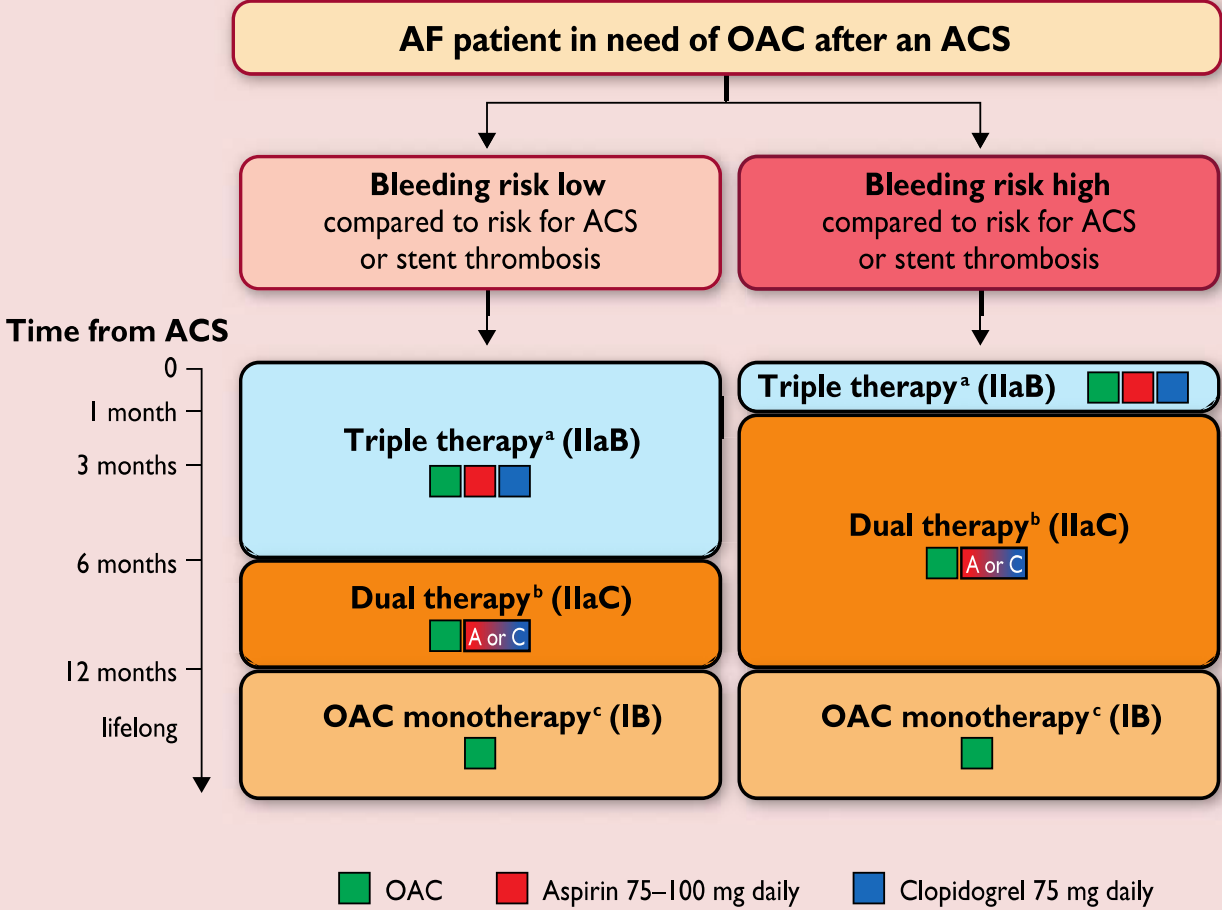 AF patient in need of OAC after an ACS
Bleeding risk low
compared to risk for ACS
or stent thrombosis
Bleeding risk high
compared to risk for ACS
or stent thrombosis
Time from ACS
0
1 month
3 months
6 months
12 months
lifelong
Triple therapyᵃ (IIaB)
Dual therapyᵇ (IIaC)
A or C
OAC monotherapyᶜ (IB)
Triple therapyᵃ (IIaB)
Dual therapyᵇ (IIaC)
A or C
OAC monotherapyᶜ (IB)
OAC
Aspirin 75–100 mg daily
Clopidogrel 75 mg daily